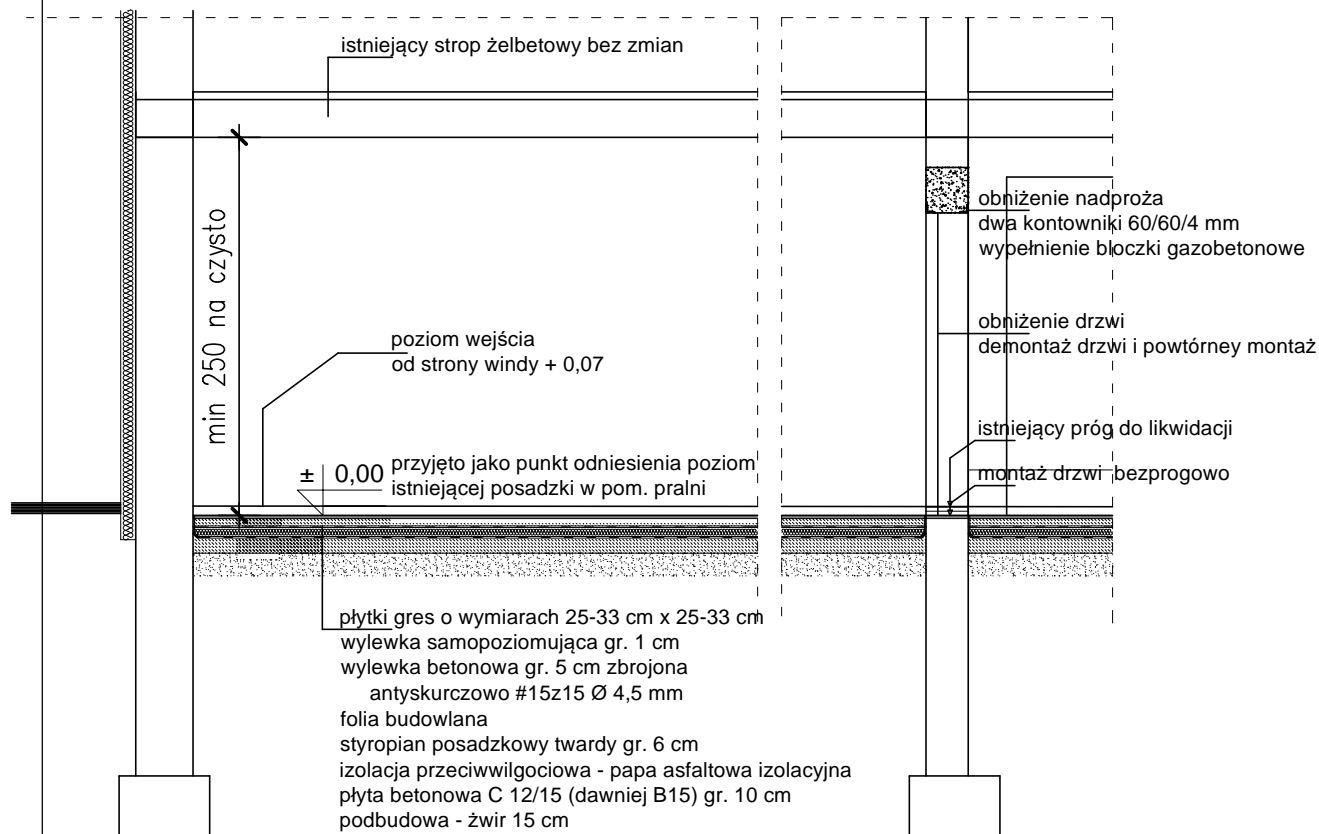 istniejący strop żelbetowy bez zmian
obniżenie nadproża
dwa kontowniki 60/60/4 mm
wypełnienie bloczki gazobetonowe
min 250 na czysto
obniżenie drzwi
demontaż drzwi i powtórney montaż
poziom wejścia
od strony windy + 0,07
istniejący próg do likwidacji
montaż drzwi bezprogowo
± 0,00
przyjęto jako punkt odniesienia poziom
istniejącej posadzki w pom. pralni
płytki gres o wymiarach 25-33 cm x 25-33 cm
wylewka samopoziomująca gr. 1 cm
wylewka betonowa gr. 5 cm zbrojona
antyskurczowo #15z15 Ø 4,5 mm
folia budowlana
styropian posadzkowy twardy gr. 6 cm
izolacja przeciwwilgociowa - papa asfaltowa izolacyjna
płyta betonowa C 12/15 (dawniej B15) gr. 10 cm
podbudowa - żwir 15 cm